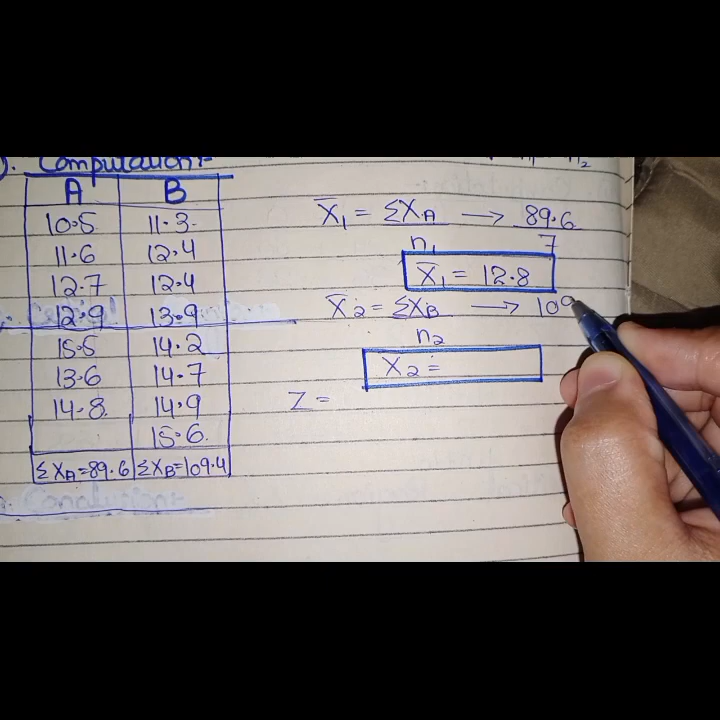 ). Computation:-
n₂
A B
10.5 11.3
11.6 12.4
12.7 12.4
12.9 13.9
15.5 14.2
13.6 14.7
14.8 14.9
15.6
ΣXA=89.6 ΣXB=109.4
X̄₁ = ΣXA → 89.6
n₁ 7
X̄₁ = 12.8
X̄₂ = ΣXB → 109
n₂
X₂ =
Z =
Conclusion:-